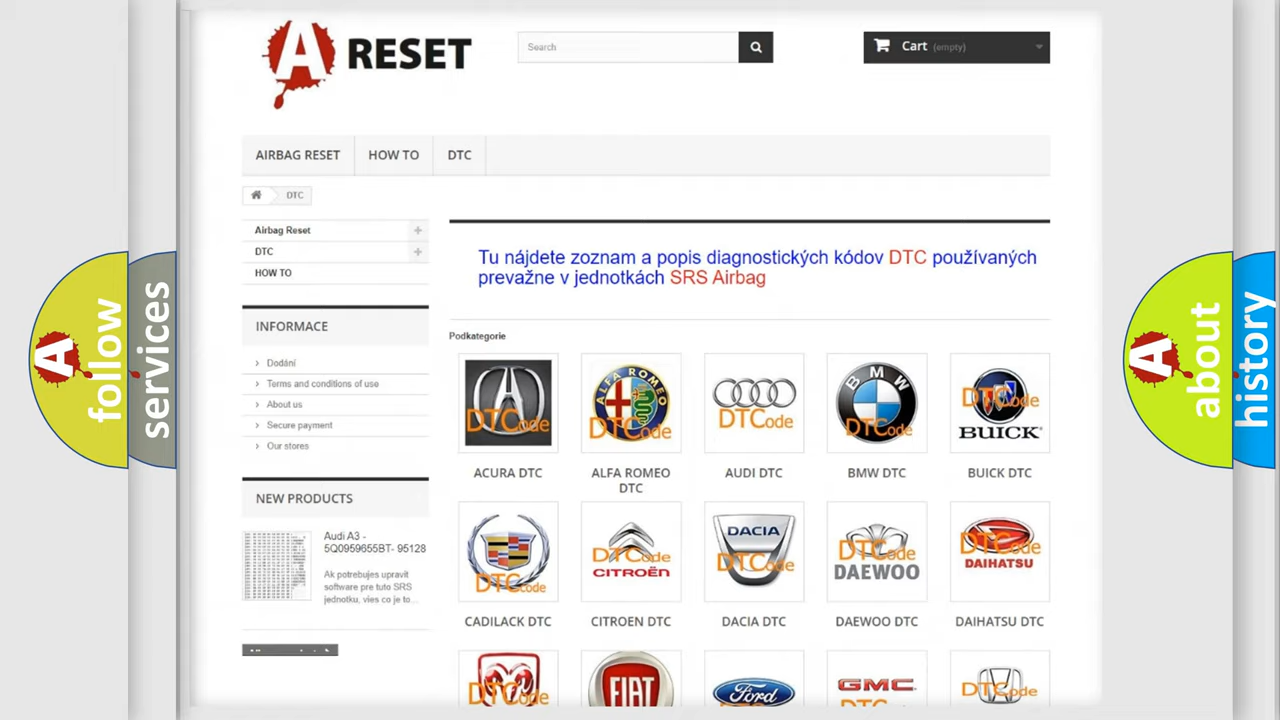 A RESET
Search
Cart (empty)
AIRBAG RESET
HOW TO
DTC
DTC
Airbag Reset
DTC
HOW TO
Tu nájdete zoznam a popis diagnostických kódov DTC používaných
prevažne v jednotkách SRS Airbag
INFORMACE
Dodání
Terms and conditions of use
About us
Secure payment
Our stores
Podkategorie
DTCode
ALFA ROMEO
DTCode
DTCode
BMW
DTCode
DTCode
BUICK
ACURA DTC
ALFA ROMEO
DTC
AUDI DTC
BMW DTC
BUICK DTC
NEW PRODUCTS
Audi A3 -
5Q0959655BT- 95128
Ak potrebujes upravit
software pre tuto SRS
jednotku, vies co je to...
DTCode
DTCode
CITROËN
DACIA
DTCode
DTCode
DAEWOO
DTCode
DAIHATSU
CADILACK DTC
CITROEN DTC
DACIA DTC
DAEWOO DTC
DAIHATSU DTC
DTCode
FIAT
Ford
GMC
DTCode
A follow
services
A about
history